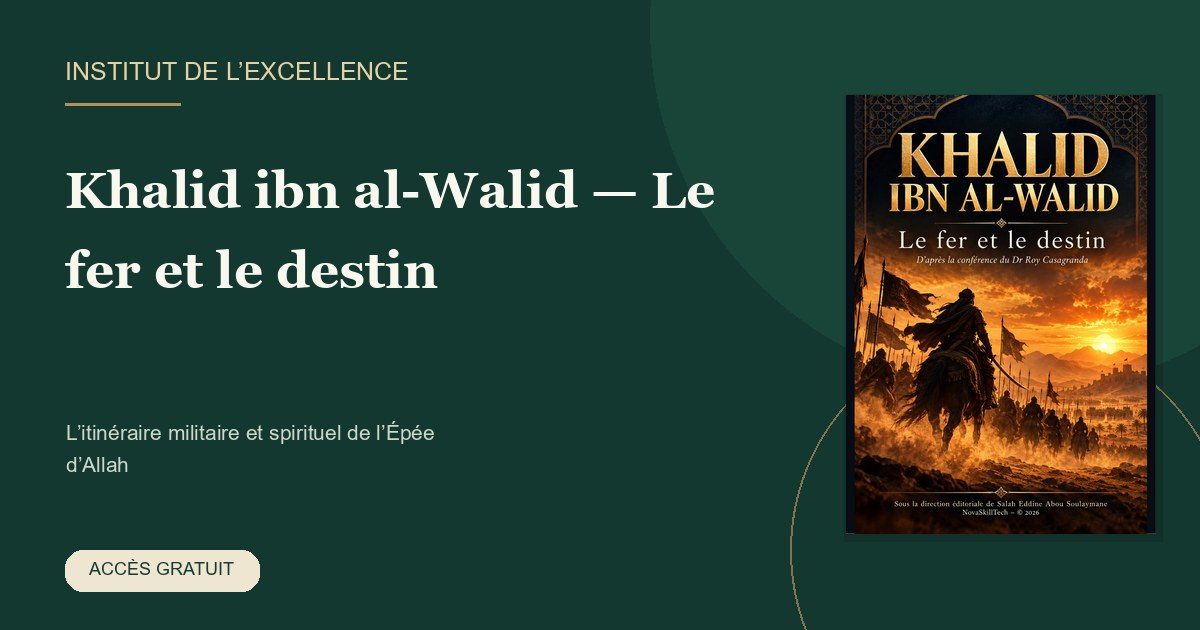 INSTITUT DE L’EXCELLENCE
Khalid ibn al-Walid — Le
fer et le destin
L’itinéraire militaire et spirituel de l’Épée
d’Allah
ACCÈS GRATUIT
KHALID
IBN AL-WALID
Le fer et le destin
D’après la conférence du Dr Roy Casagranda
Sous la direction éditoriale de Salah Eddine Abou Soulaymane
NovaSkillTech – © 2026